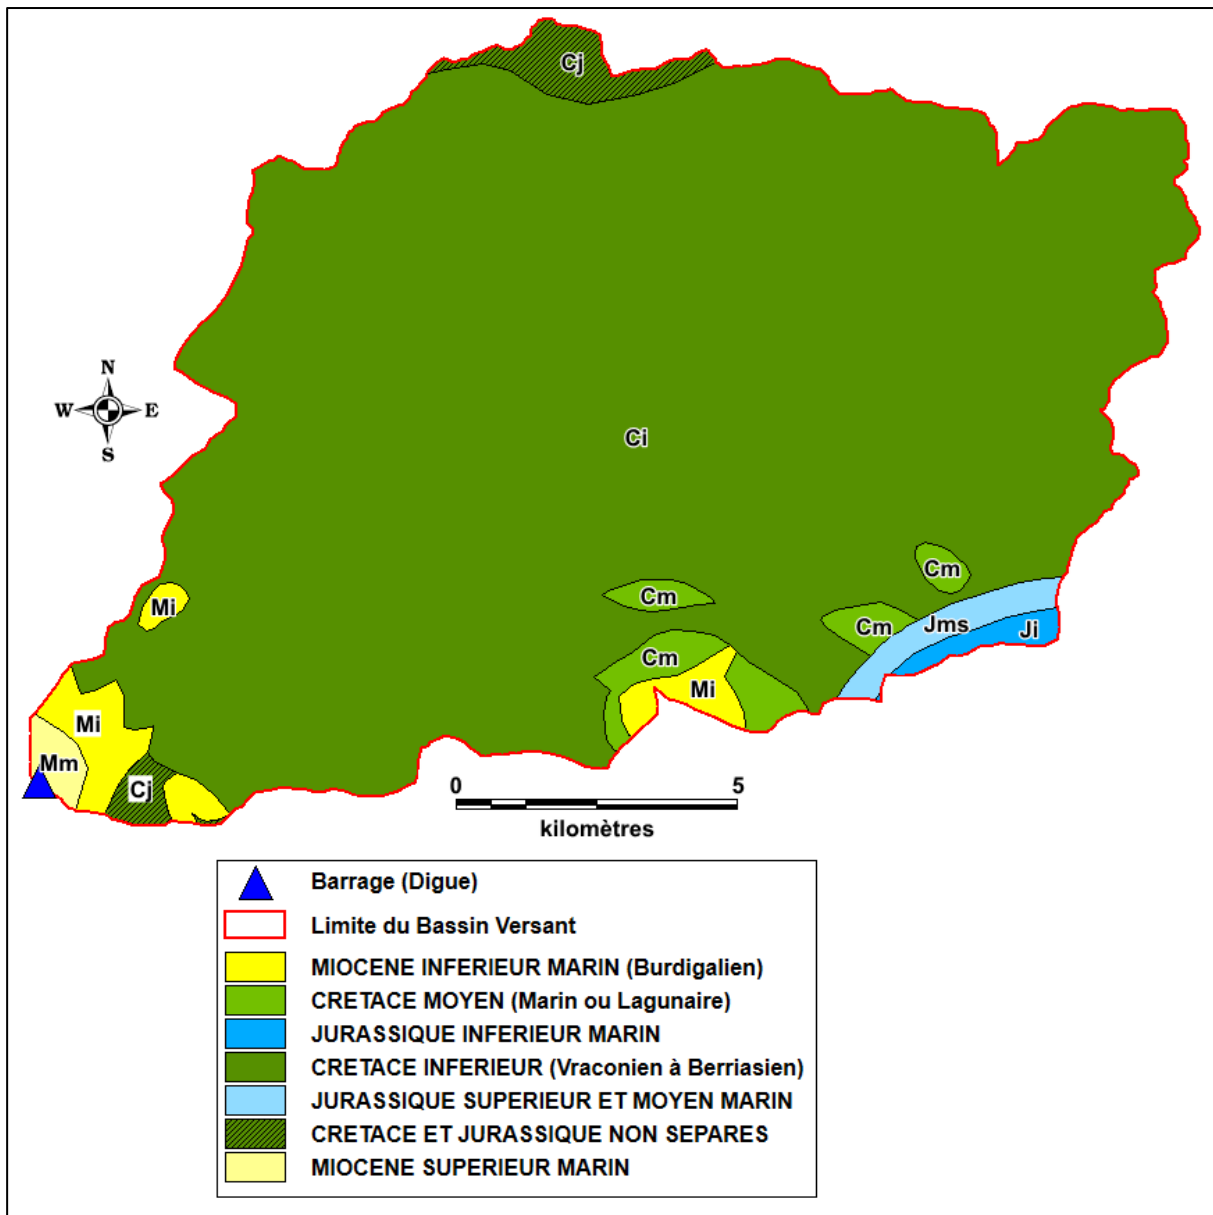 Cj
N
W E
S
Ci
Cm
Mi
Cm
Cm
Jms
Ji
Cm
Mi
Mi
Mm
Cj
0 5
kilomètres
Barrage (Digue)
Limite du Bassin Versant
MIOCENE INFERIEUR MARIN (Burdigalien)
CRETACE MOYEN (Marin ou Lagunaire)
JURASSIQUE INFERIEUR MARIN
CRETACE INFERIEUR (Vraconien à Berriasien)
JURASSIQUE SUPERIEUR ET MOYEN MARIN
CRETACE ET JURASSIQUE NON SEPARES
MIOCENE SUPERIEUR MARIN